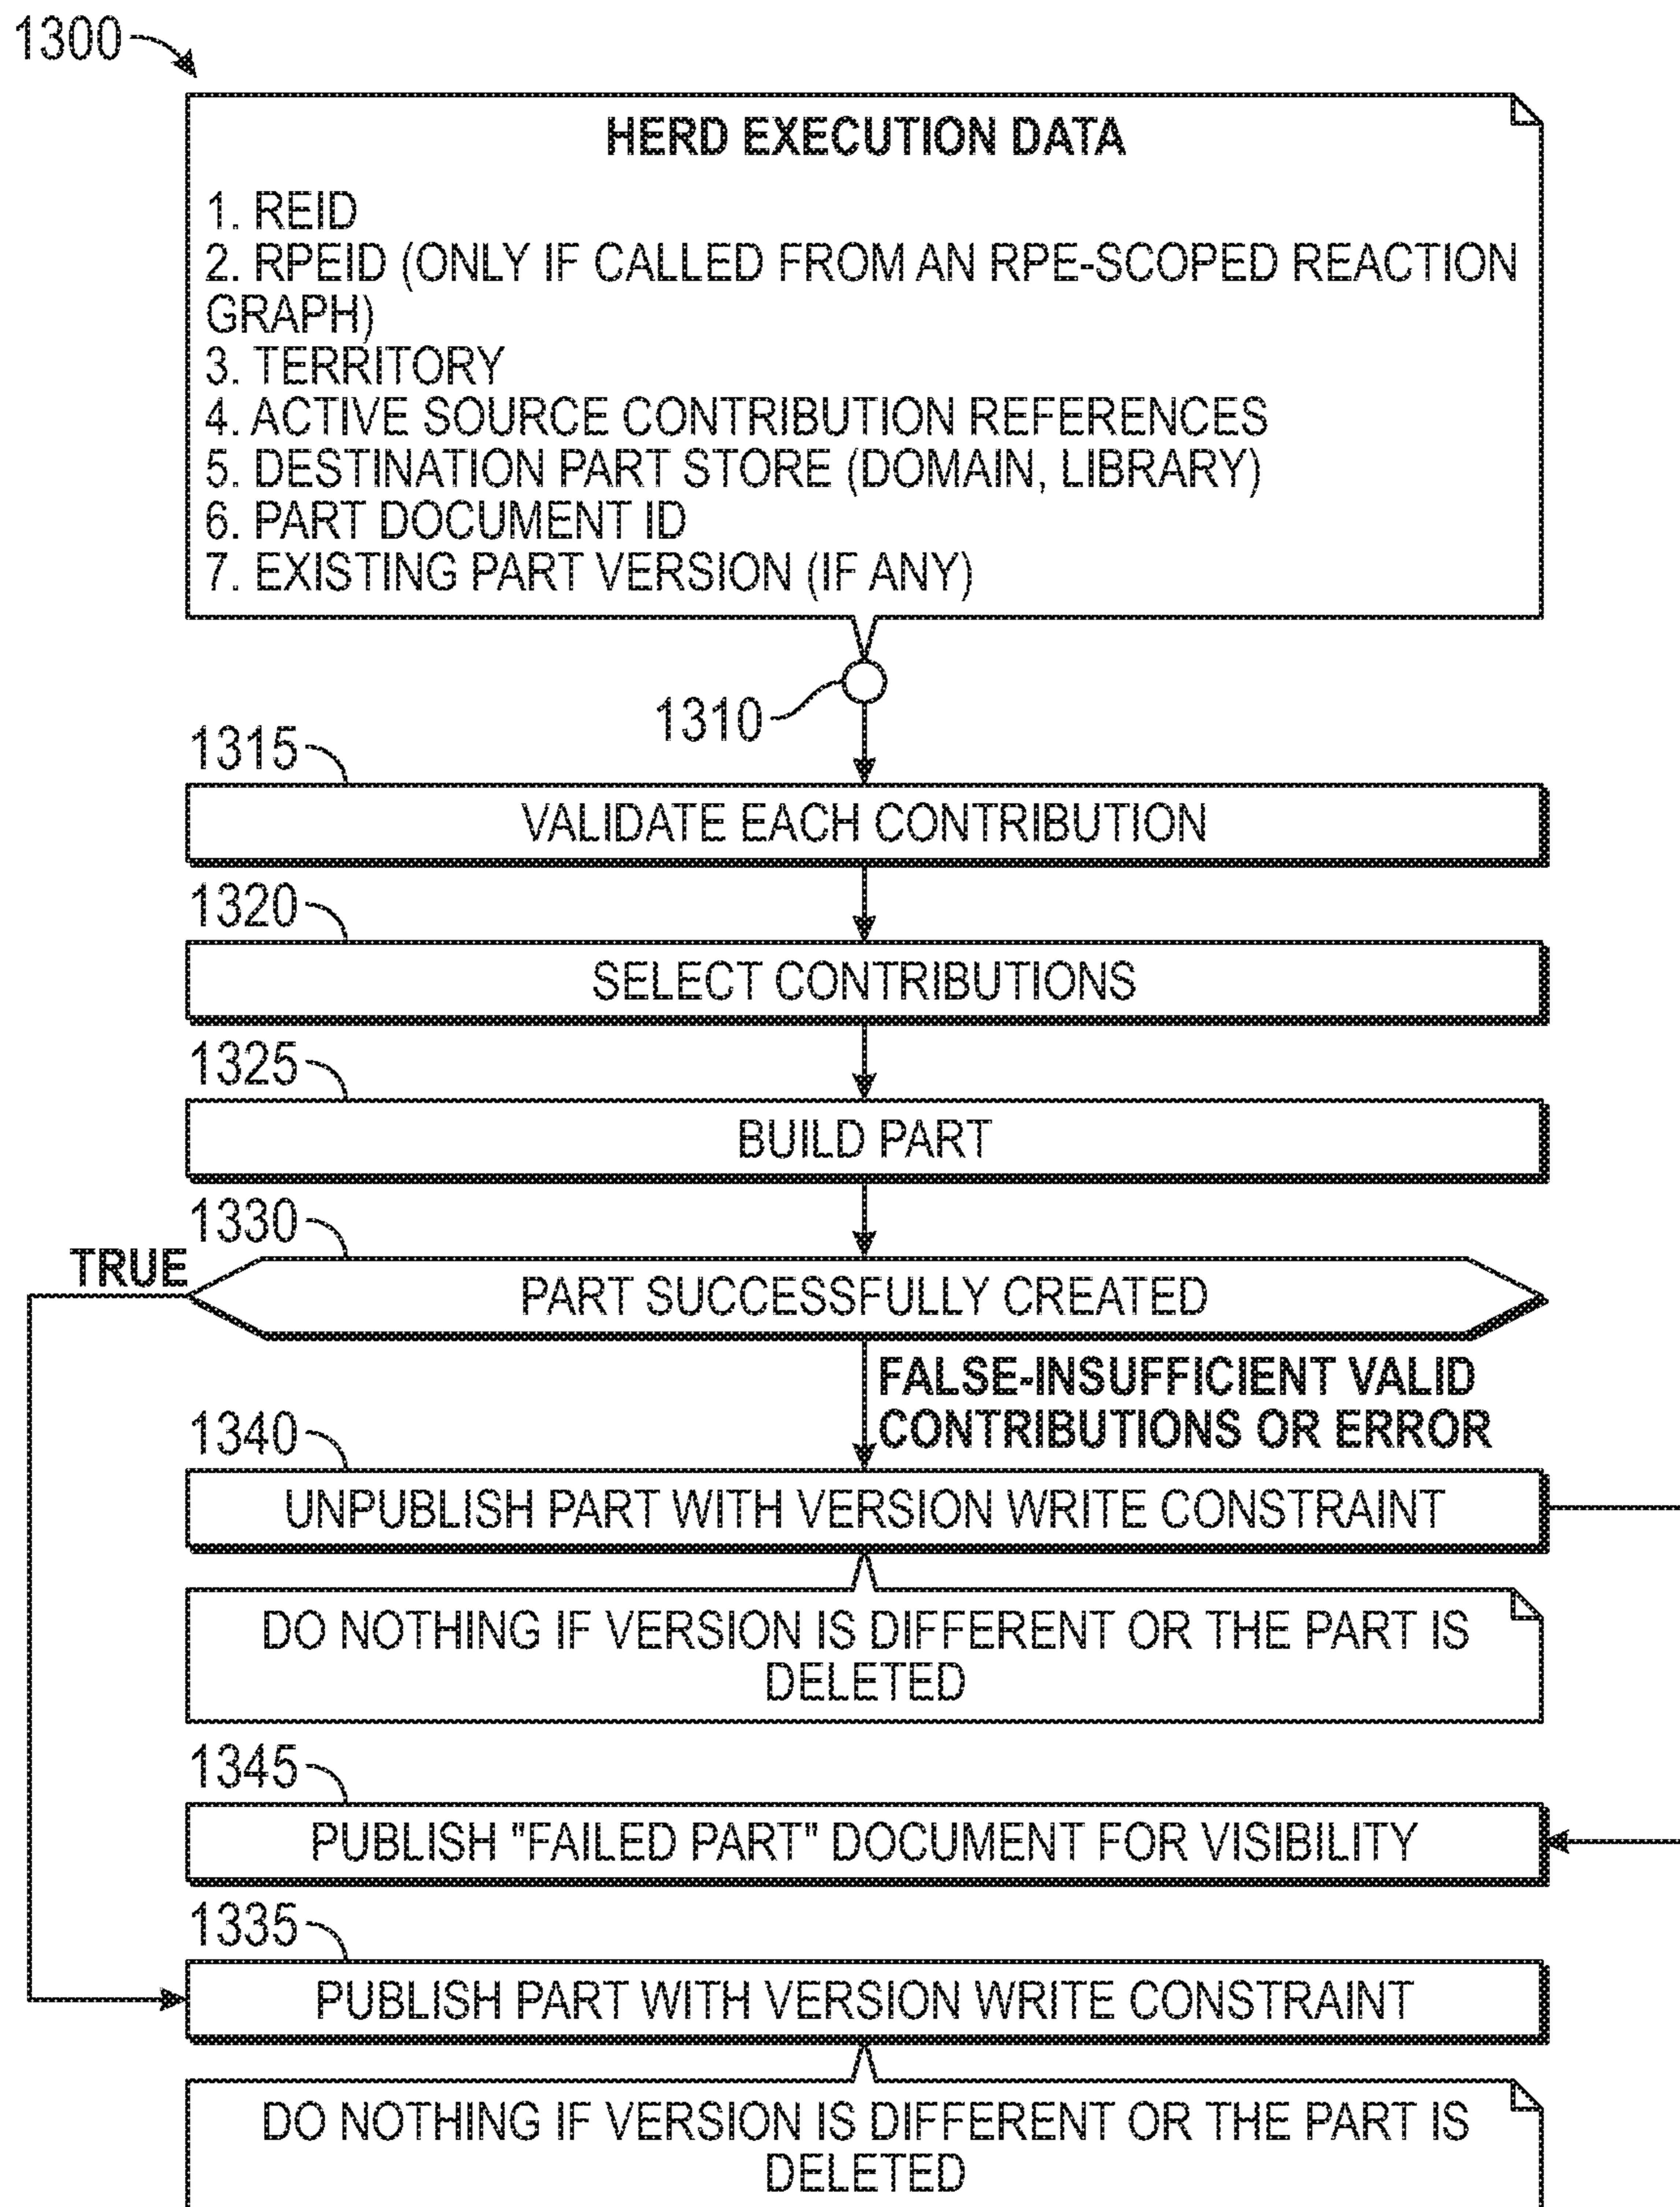 1300
HERD EXECUTION DATA
1. REID
2. RPEID (ONLY IF CALLED FROM AN RPE-SCOPED REACTION
GRAPH)
3. TERRITORY
4. ACTIVE SOURCE CONTRIBUTION REFERENCES
5. DESTINATION PART STORE (DOMAIN, LIBRARY)
6. PART DOCUMENT ID
7. EXISTING PART VERSION (IF ANY)
1310
1315
VALIDATE EACH CONTRIBUTION
1320
SELECT CONTRIBUTIONS
1325
BUILD PART
1330
TRUE
PART SUCCESSFULLY CREATED
FALSE-INSUFFICIENT VALID
CONTRIBUTIONS OR ERROR
1340
UNPUBLISH PART WITH VERSION WRITE CONSTRAINT
DO NOTHING IF VERSION IS DIFFERENT OR THE PART IS
DELETED
1345
PUBLISH "FAILED PART" DOCUMENT FOR VISIBILITY
1335
PUBLISH PART WITH VERSION WRITE CONSTRAINT
DO NOTHING IF VERSION IS DIFFERENT OR THE PART IS
DELETED